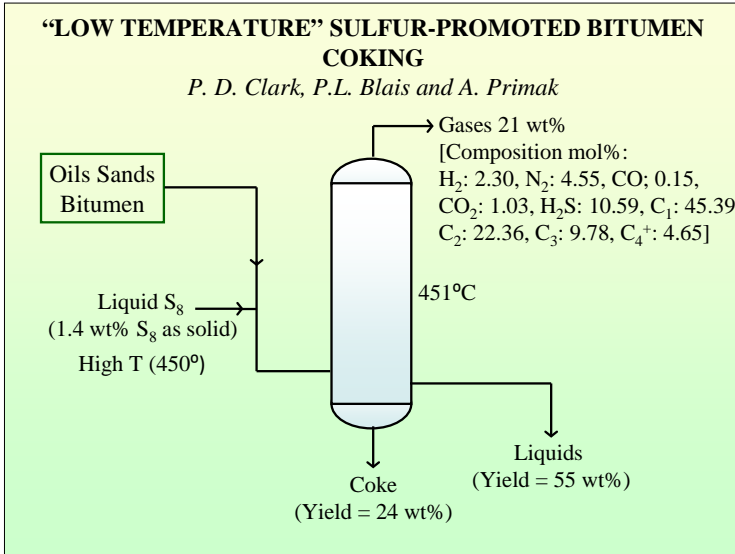 “LOW TEMPERATURE” SULFUR-PROMOTED BITUMEN
COKING
P. D. Clark, P.L. Blais and A. Primak
Gases 21 wt%
[Composition mol%:
H₂: 2.30, N₂: 4.55, CO; 0.15,
CO₂: 1.03, H₂S: 10.59, C₁: 45.39
C₂: 22.36, C₃: 9.78, C₄⁺: 4.65]
Oils Sands
Bitumen
Liquid S₈
(1.4 wt% S₈ as solid)
High T (450º)
451ºC
Liquids
(Yield = 55 wt%)
Coke
(Yield = 24 wt%)